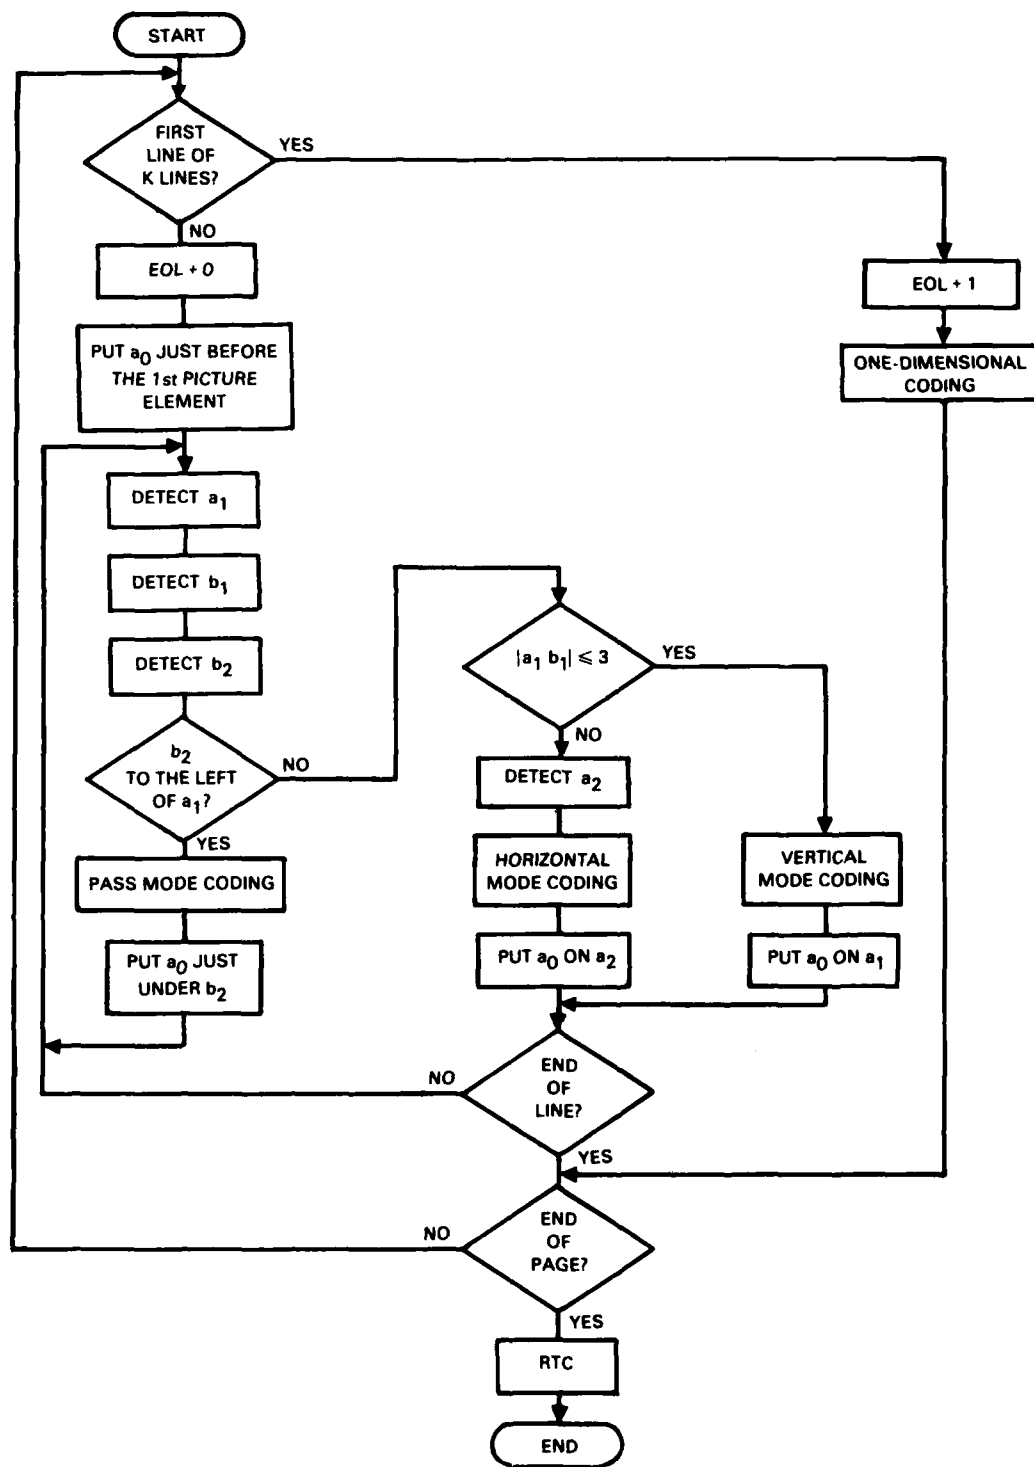 START
FIRST
LINE OF
K LINES?
YES
NO
EOL + 0
EOL + 1
PUT a0 JUST BEFORE
THE 1st PICTURE
ELEMENT
ONE-DIMENSIONAL
CODING
DETECT a1
DETECT b1
DETECT b2
b2
TO THE LEFT
OF a1?
NO
YES
PASS MODE CODING
PUT a0 JUST
UNDER b2
|a1 b1| ⩽ 3
YES
NO
DETECT a2
HORIZONTAL
MODE CODING
PUT a0 ON a2
VERTICAL
MODE CODING
PUT a0 ON a1
END
OF
LINE?
NO
YES
END
OF
PAGE?
NO
YES
RTC
END